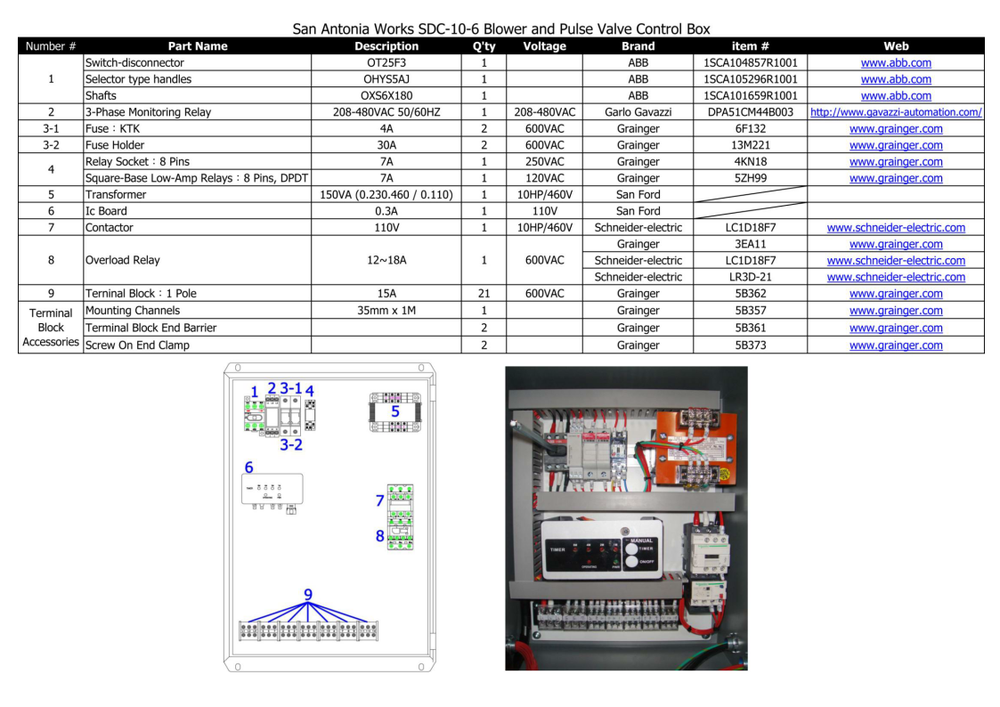 San Antonia Works SDC-10-6 Blower and Pulse Valve Control Box
Number # Part Name Description Q'ty Voltage Brand item # Web
1 Switch-disconnector OT25F3 1 ABB 1SCA104857R1001 www.abb.com
Selector type handles OHYS5AJ 1 ABB 1SCA105296R1001 www.abb.com
Shafts OXS6X180 1 ABB 1SCA101659R1001 www.abb.com
2 3-Phase Monitoring Relay 208-480VAC 50/60HZ 1 208-480VAC Garlo Gavazzi DPA51CM44B003 http://www.gavazzi-automation.com/
3-1 Fuse：KTK 4A 2 600VAC Grainger 6F132 www.grainger.com
3-2 Fuse Holder 30A 2 600VAC Grainger 13M221 www.grainger.com
4 Relay Socket：8 Pins 7A 1 250VAC Grainger 4KN18 www.grainger.com
Square-Base Low-Amp Relays：8 Pins, DPDT 7A 1 120VAC Grainger 5ZH99 www.grainger.com
5 Transformer 150VA (0.230.460 / 0.110) 1 10HP/460V San Ford
6 Ic Board 0.3A 1 110V San Ford
7 Contactor 110V 1 10HP/460V Schneider-electric LC1D18F7 www.schneider-electric.com
8 Overload Relay 12~18A 1 600VAC Grainger 3EA11 www.grainger.com
Schneider-electric LC1D18F7 www.schneider-electric.com
Schneider-electric LR3D-21 www.schneider-electric.com
9 Terninal Block：1 Pole 15A 21 600VAC Grainger 5B362 www.grainger.com
Terminal Block Accessories Mounting Channels 35mm x 1M 1 Grainger 5B357 www.grainger.com
Terminal Block End Barrier 2 Grainger 5B361 www.grainger.com
Screw On End Clamp 2 Grainger 5B373 www.grainger.com
1 2 3-1 4
5
3-2
6
7
8
9
MANUAL
TIMER TIMER
ON/OFF